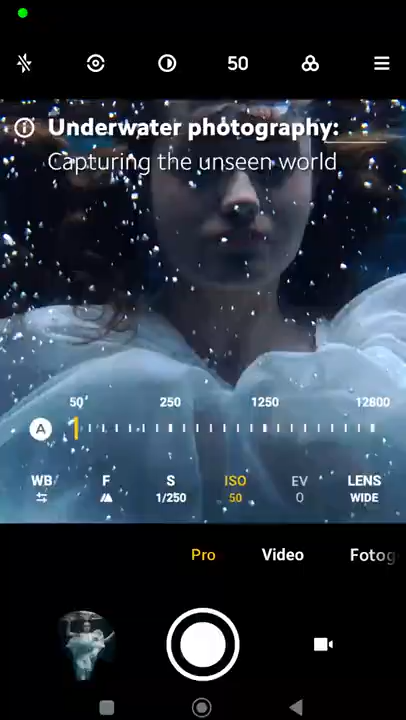 50
Underwater photography:
Capturing the unseen world
50 250 1250 12800
A
WB F S ISO EV LENS
1/250 50 0 WIDE
Pro Video Fotog